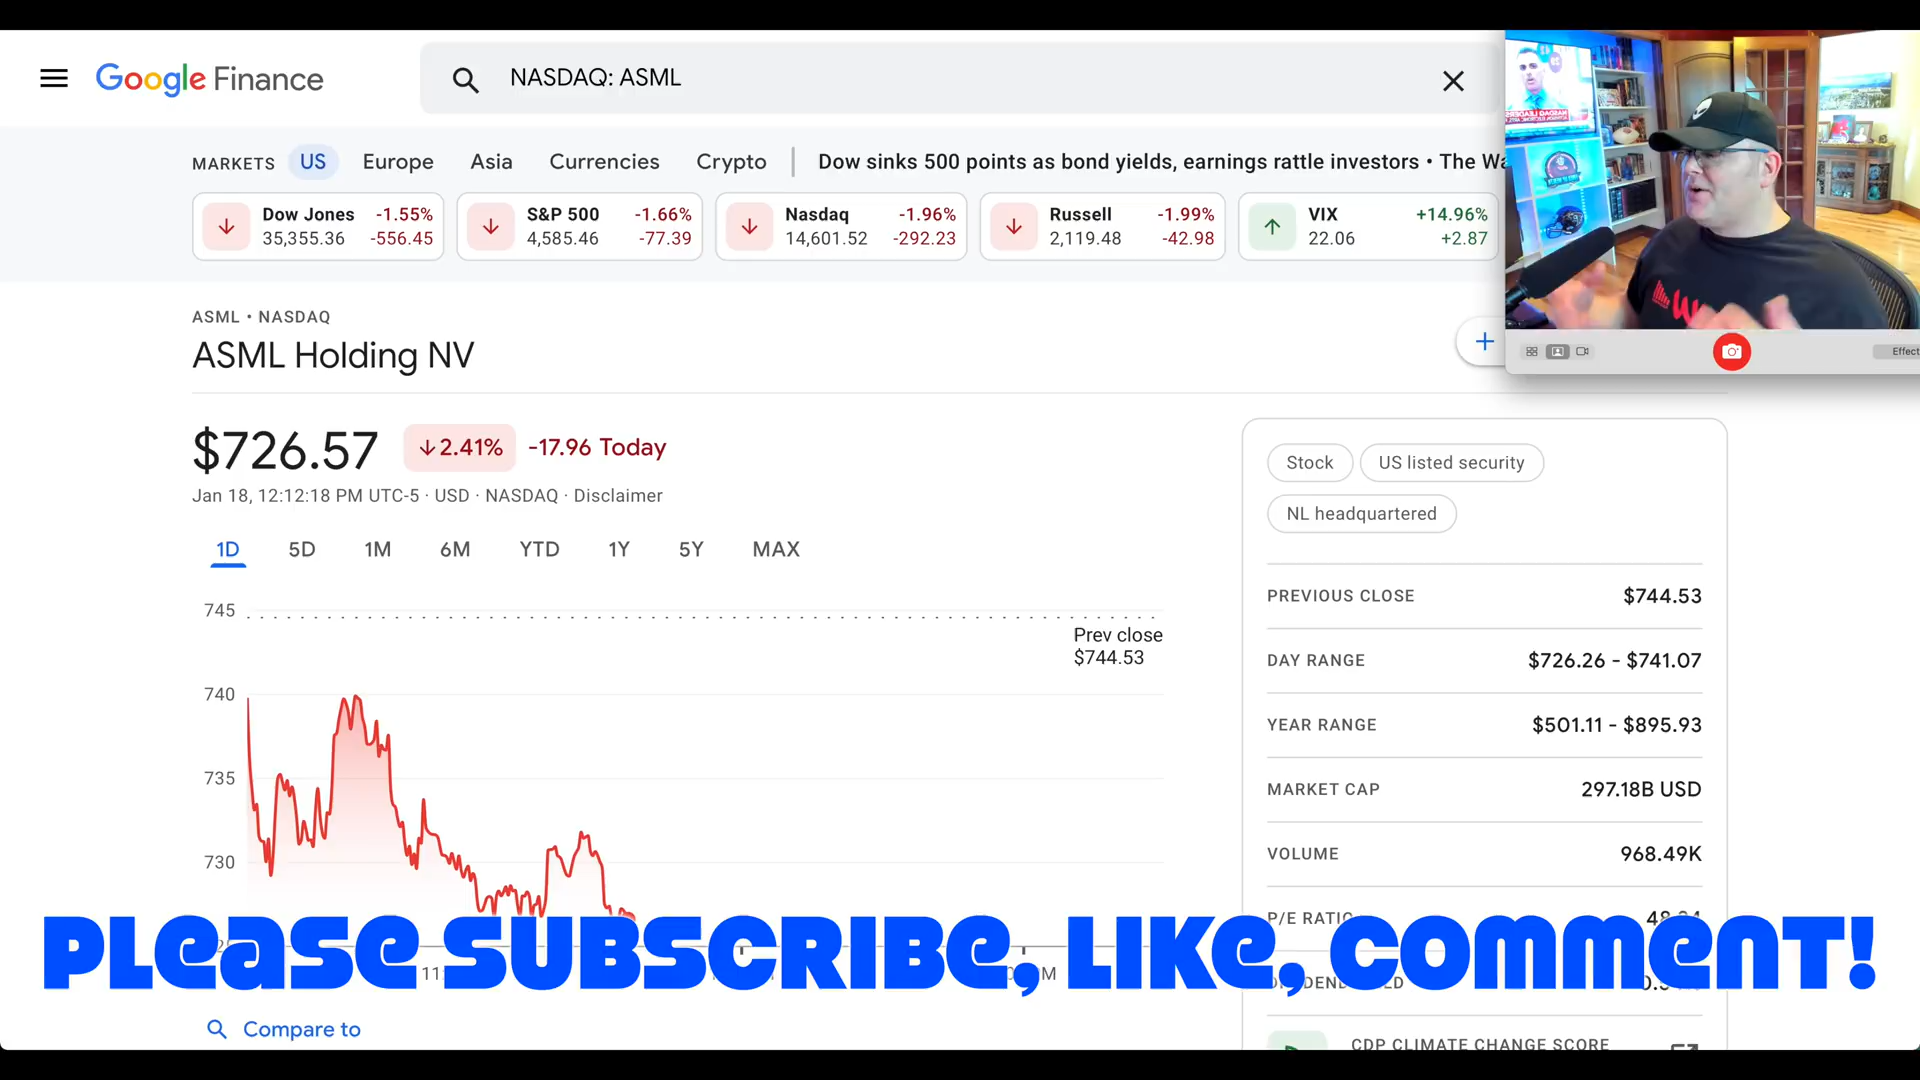 Google Finance
NASDAQ: ASML
MARKETS US Europe Asia Currencies Crypto Dow sinks 500 points as bond yields, earnings rattle investors • The Wa
Dow Jones -1.55%
35,355.36 -556.45
S&P 500 -1.66%
4,585.46 -77.39
Nasdaq -1.96%
14,601.52 -292.23
Russell -1.99%
2,119.48 -42.98
VIX +14.96%
22.06 +2.87
ASML • NASDAQ
ASML Holding NV
$726.57 ↓2.41% -17.96 Today
Jan 18, 12:12:18 PM UTC-5 · USD · NASDAQ · Disclaimer
1D 5D 1M 6M YTD 1Y 5Y MAX
745
740
735
730
Prev close
$744.53
Stock US listed security
NL headquartered
PREVIOUS CLOSE $744.53
DAY RANGE $726.26 - $741.07
YEAR RANGE $501.11 - $895.93
MARKET CAP 297.18B USD
VOLUME 968.49K
P/E RATIO
PLEASE SUBSCRIBE, LIKE, COMMENT!
Compare to
CDP CLIMATE CHANGE SCORE
NASDAQ LEADERS
Effect